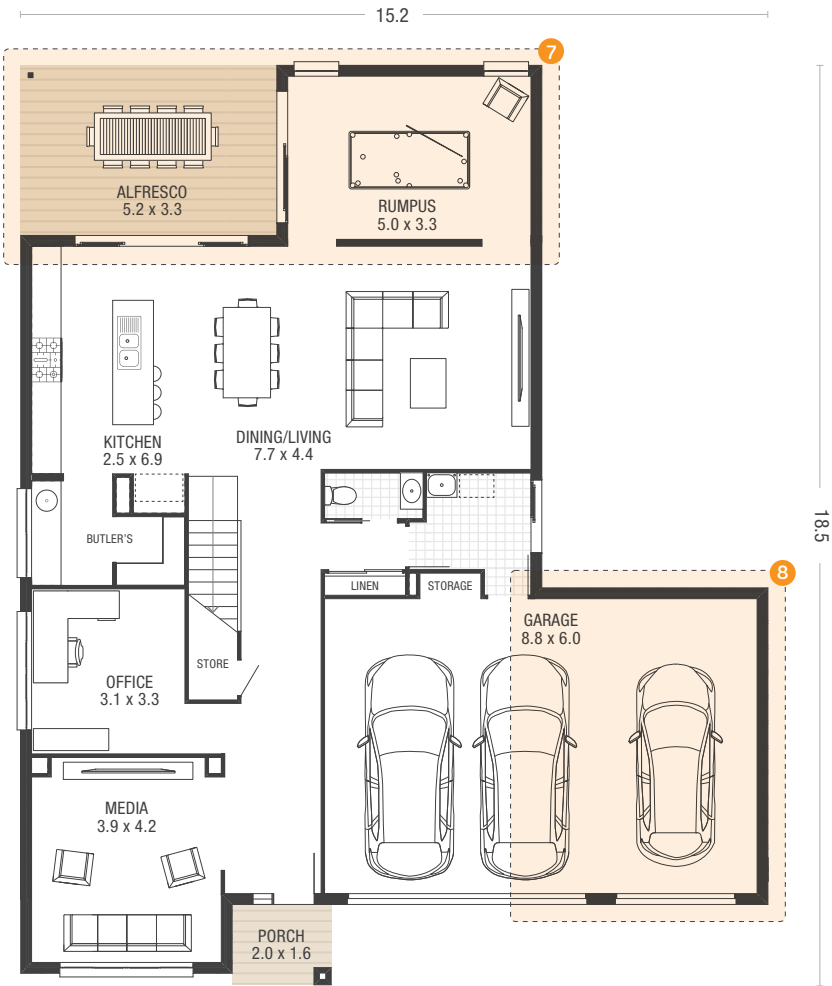 15.2
7
ALFRESCO
5.2 x 3.3
RUMPUS
5.0 x 3.3
KITCHEN
2.5 x 6.9
DINING/LIVING
7.7 x 4.4
18.5
BUTLER'S
LINEN
STORAGE
8
GARAGE
8.8 x 6.0
STORE
OFFICE
3.1 x 3.3
MEDIA
3.9 x 4.2
PORCH
2.0 x 1.6